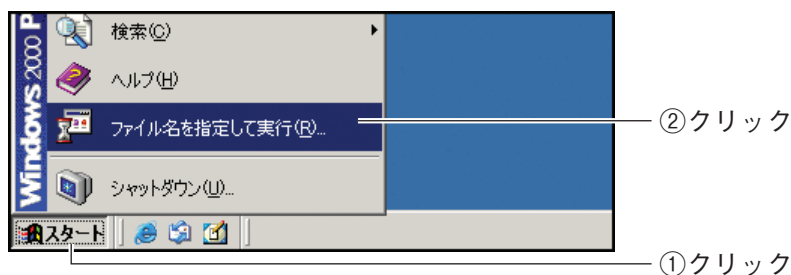 Windows 2000 P
検索(C)
ヘルプ(H)
ファイル名を指定して実行(R)...
②クリック
シャットダウン(U)...
スタート
①クリック